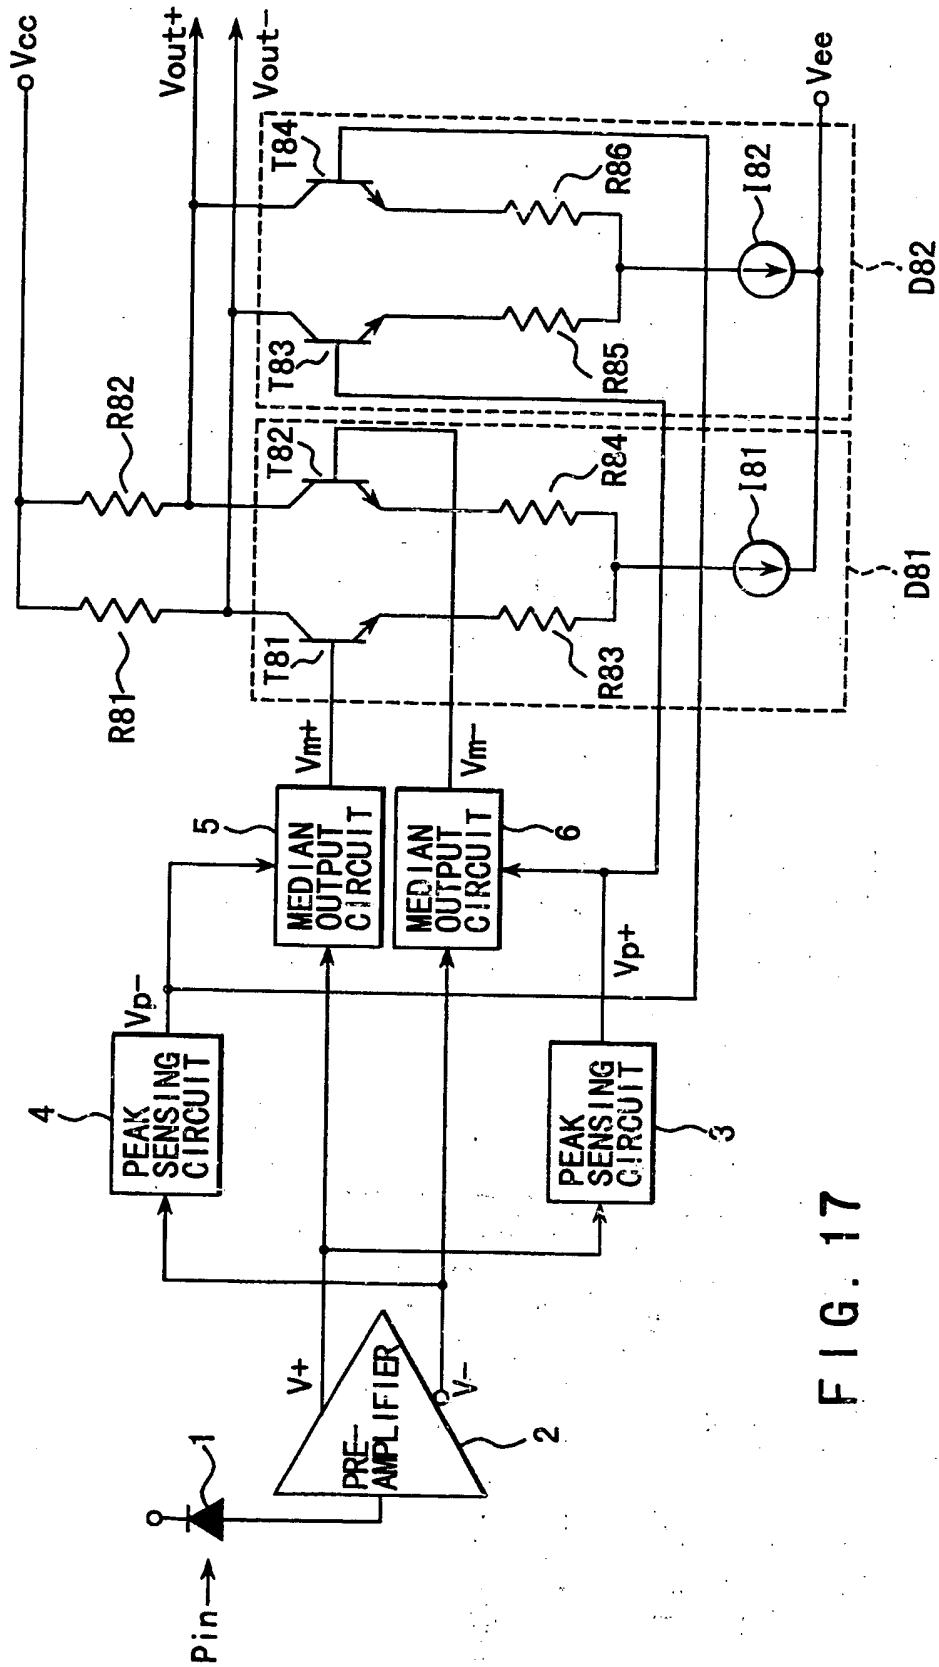 Vcc
Vout+
Vout-
R81
R82
T81
T82
T83
T84
R83
R84
R85
R86
I81
I82
Vee
D81
D82
Vp-
4
PEAK
SENSING
CIRCUIT
5
MEDIAN
OUTPUT
CIRCUIT
Vm+
MEDIAN
OUTPUT
CIRCUIT
6
Vm-
Vp+
PEAK
SENSING
CIRCUIT
3
Pin
1
PRE-
AMPLIFIER
2
V+
V-
FIG. 17